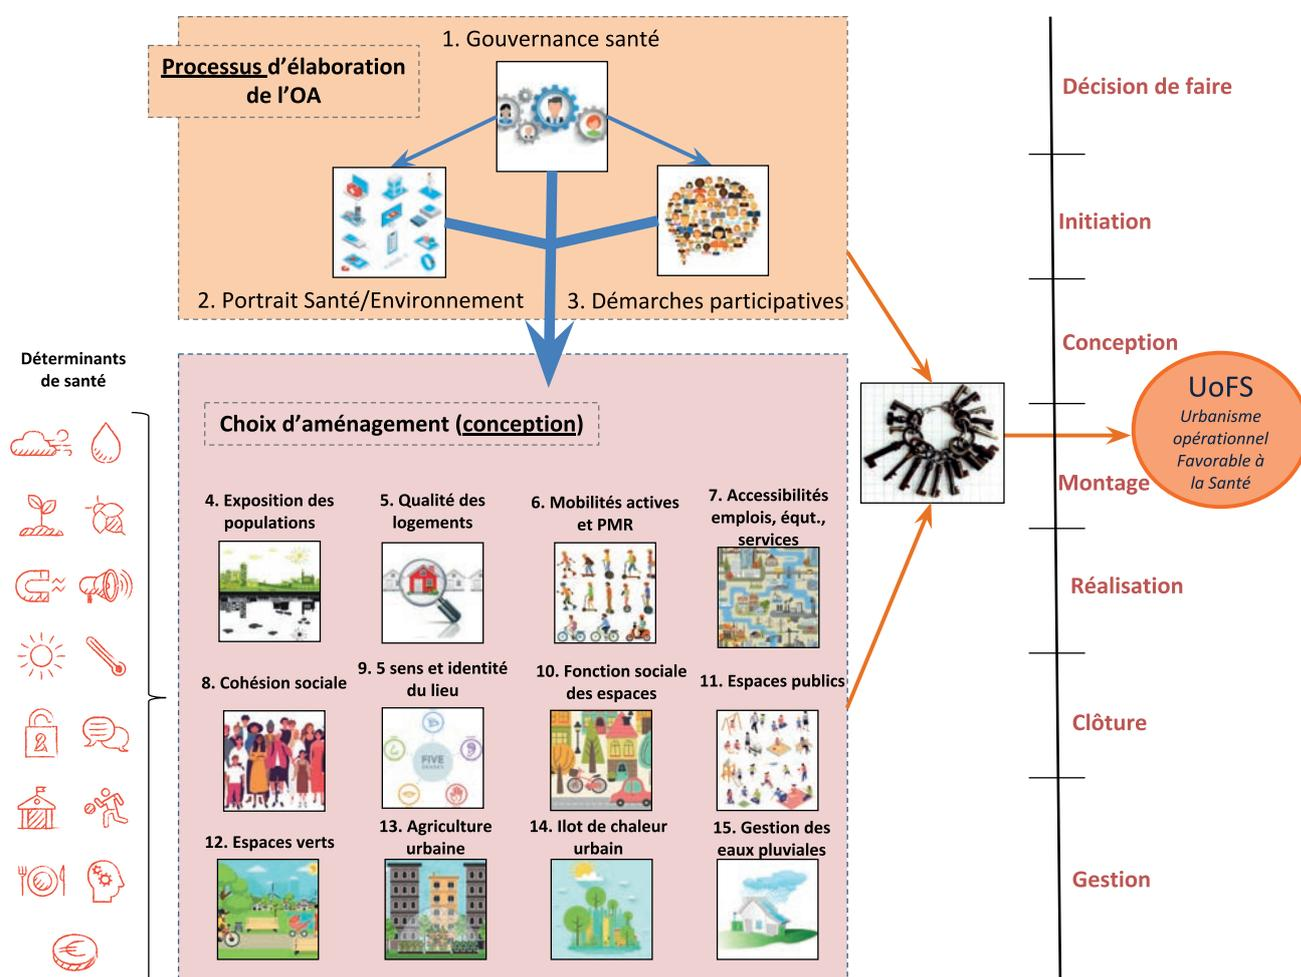 1. Gouvernance santé
Processus d’élaboration
de l’OA
2. Portrait Santé/Environnement
3. Démarches participatives
Déterminants
de santé
Choix d’aménagement (conception)
4. Exposition des
populations
5. Qualité des
logements
6. Mobilités actives
et PMR
7. Accessibilités
emplois, équt.,
services
8. Cohésion sociale
9. 5 sens et identité
du lieu
FIVE
SENSES
10. Fonction sociale
des espaces
11. Espaces publics
12. Espaces verts
13. Agriculture
urbaine
14. Ilot de chaleur
urbain
15. Gestion des
eaux pluviales
Décision de faire
Initiation
Conception
UoFS
Urbanisme
opérationnel
Favorable à
la Santé
Montage
Réalisation
Clôture
Gestion